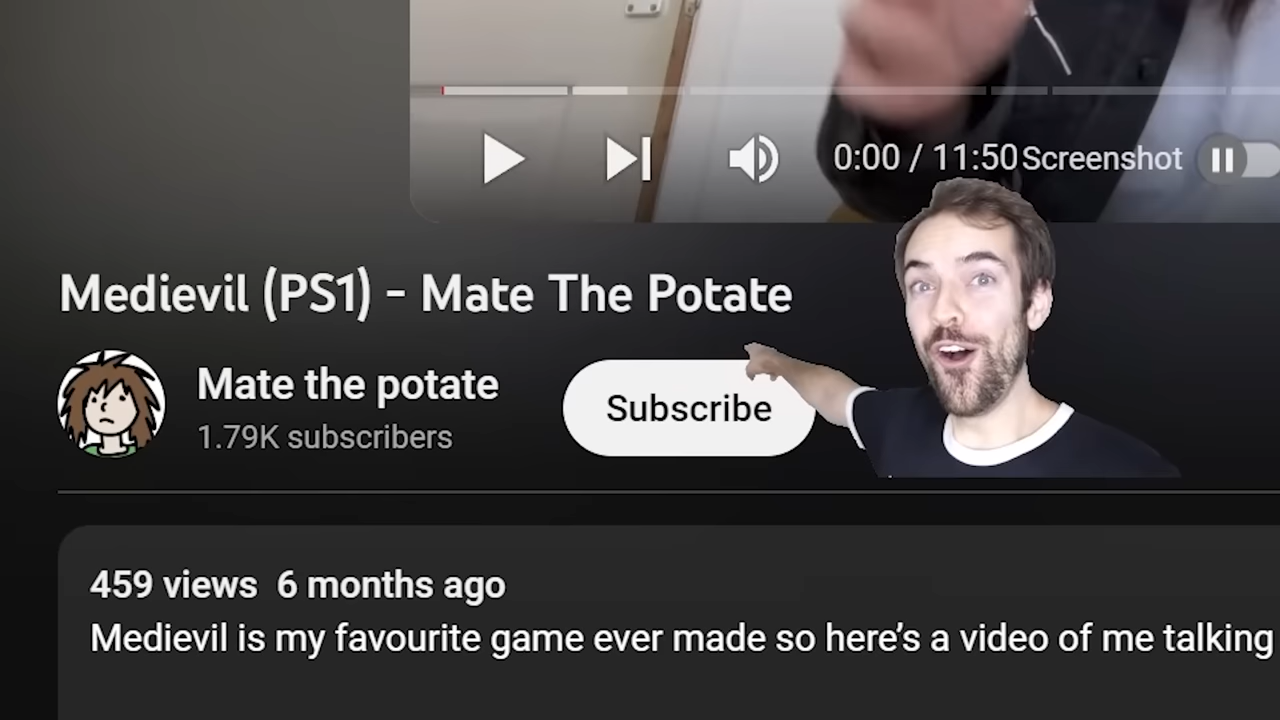 0:00 / 11:50 Screenshot
Medievil (PS1) - Mate The Potate
Mate the potate
1.79K subscribers
Subscribe
459 views 6 months ago
Medievil is my favourite game ever made so here's a video of me talking